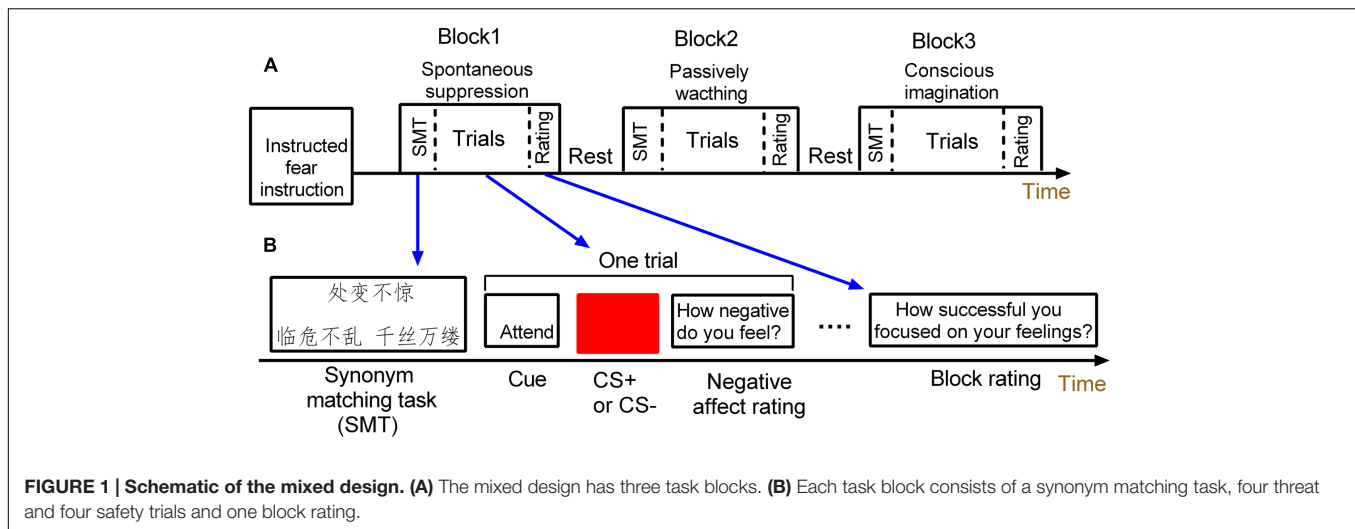 Block1
Block2
Block3
A
Spontaneous
suppression
Passively
wacthing
Conscious
imagination
Instructed
fear
instruction
SMT
Trials
Rating
Rest
SMT
Trials
Rating
Rest
SMT
Trials
Rating
Time
B
One trial
处变不惊
临危不乱 千丝万缕
Attend
How negative
do you feel?
....
How successful you
focused on your feelings?
Synonym
matching task
(SMT)
Cue
CS+
or CS-
Negative
affect rating
Block rating
Time
FIGURE 1 | Schematic of the mixed design. (A) The mixed design has three task blocks. (B) Each task block consists of a synonym matching task, four threat
and four safety trials and one block rating.